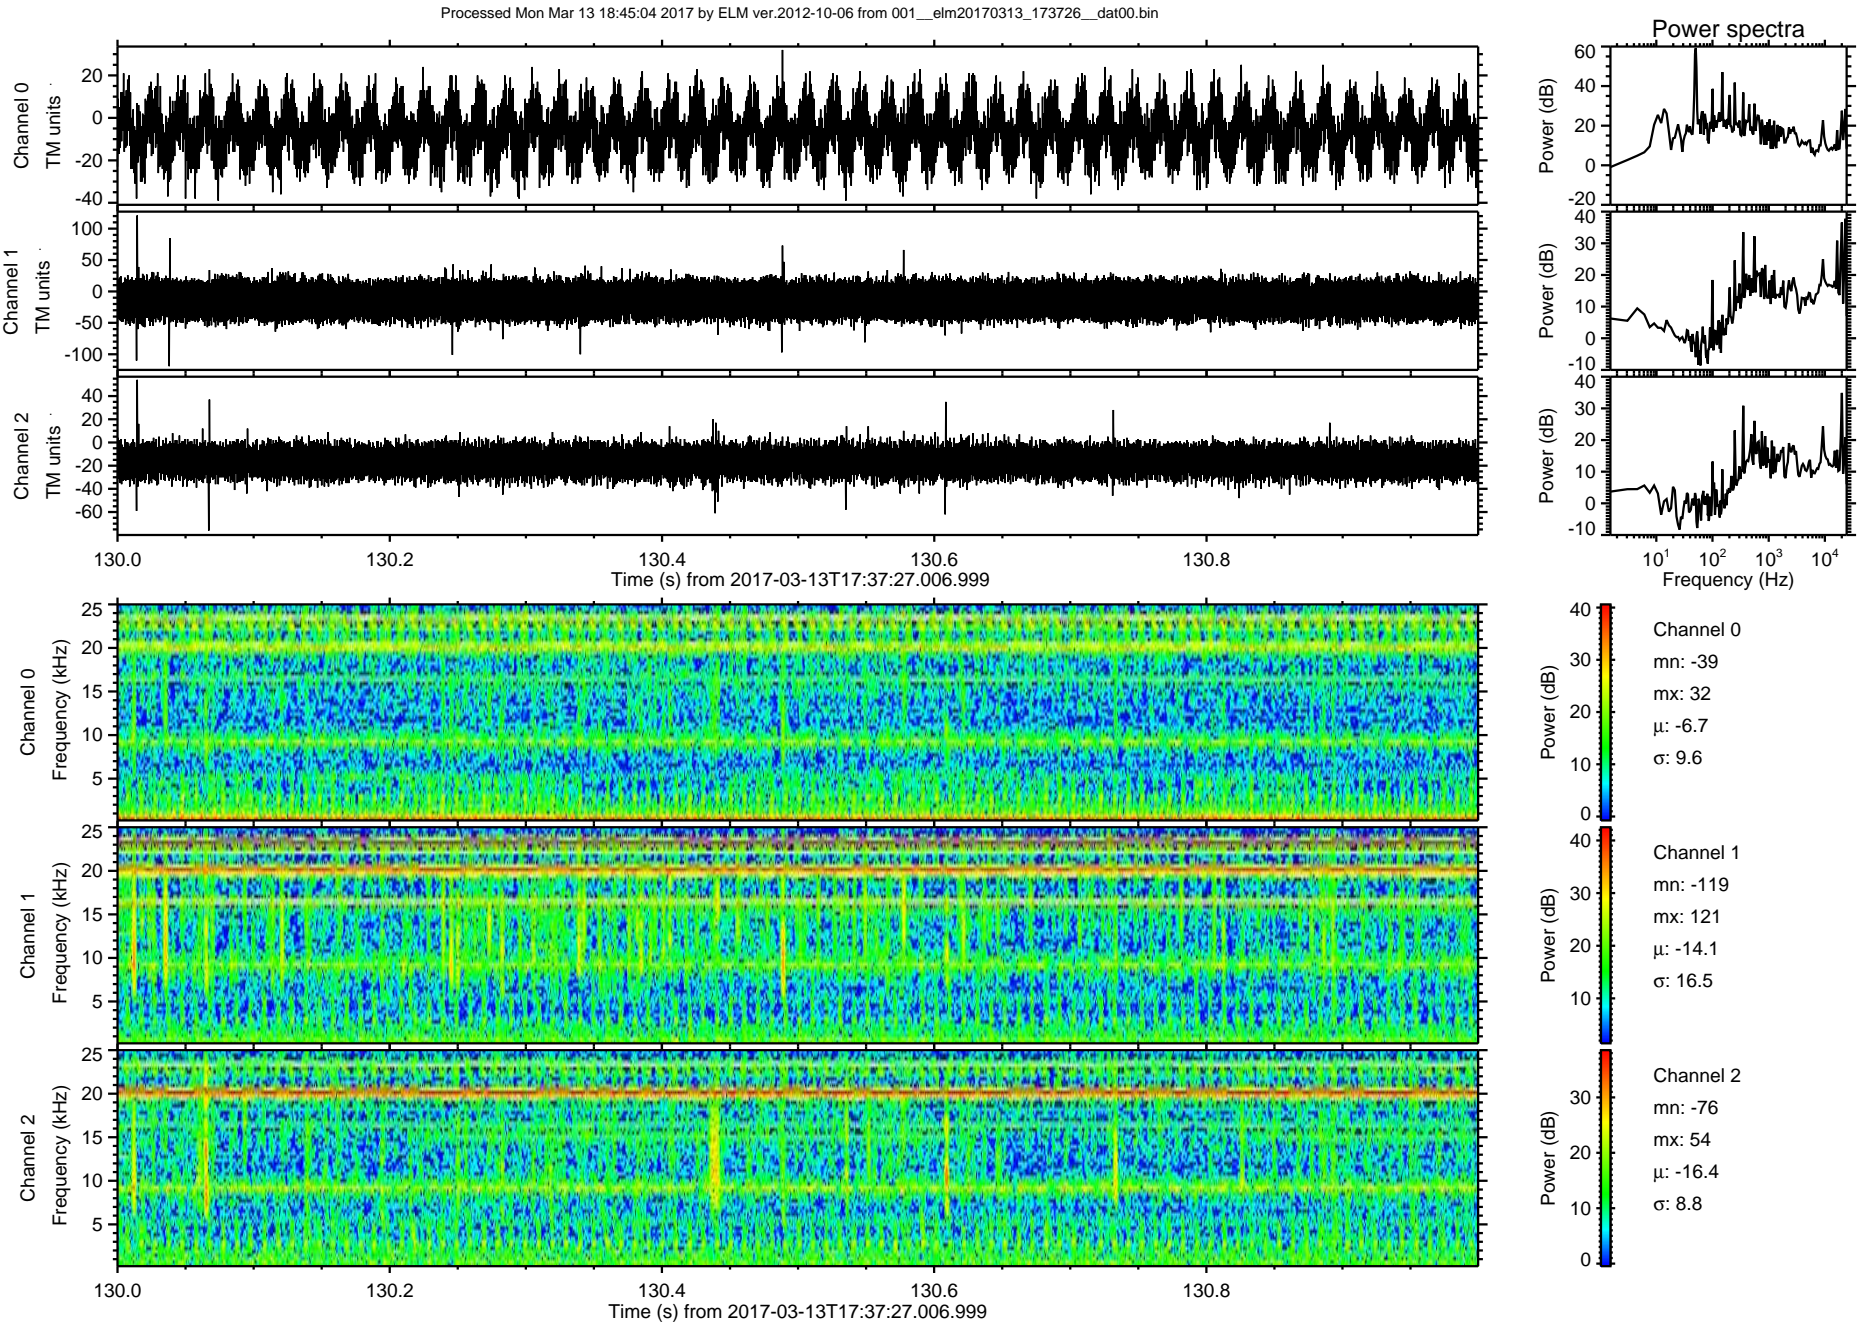 Processed Mon Mar 13 18:45:04 2017 by ELM ver.2012-10-06 from 001__elm20170313_173726__dat00.bin
Power spectra
Channel 0
TM units
20
0
-20
-40
Power (dB)
60
40
20
0
-20
Channel 1
TM units
100
50
0
-50
-100
Power (dB)
40
30
20
10
0
-10
Channel 2
TM units
40
20
0
-20
-40
-60
Power (dB)
40
30
20
10
0
-10
130.0 130.2 130.4 130.6 130.8
Time (s) from 2017-03-13T17:37:27.006.999
10¹ 10² 10³ 10⁴
Frequency (Hz)
Channel 0
Frequency (kHz)
25
20
15
10
5
Power (dB)
40
30
20
10
0
Channel 0
mn: -39
mx: 32
μ: -6.7
σ: 9.6
Channel 1
Frequency (kHz)
25
20
15
10
5
Power (dB)
40
30
20
10
Channel 1
mn: -119
mx: 121
μ: -14.1
σ: 16.5
Channel 2
Frequency (kHz)
25
20
15
10
5
Power (dB)
30
20
10
0
Channel 2
mn: -76
mx: 54
μ: -16.4
σ: 8.8
130.0 130.2 130.4 130.6 130.8
Time (s) from 2017-03-13T17:37:27.006.999